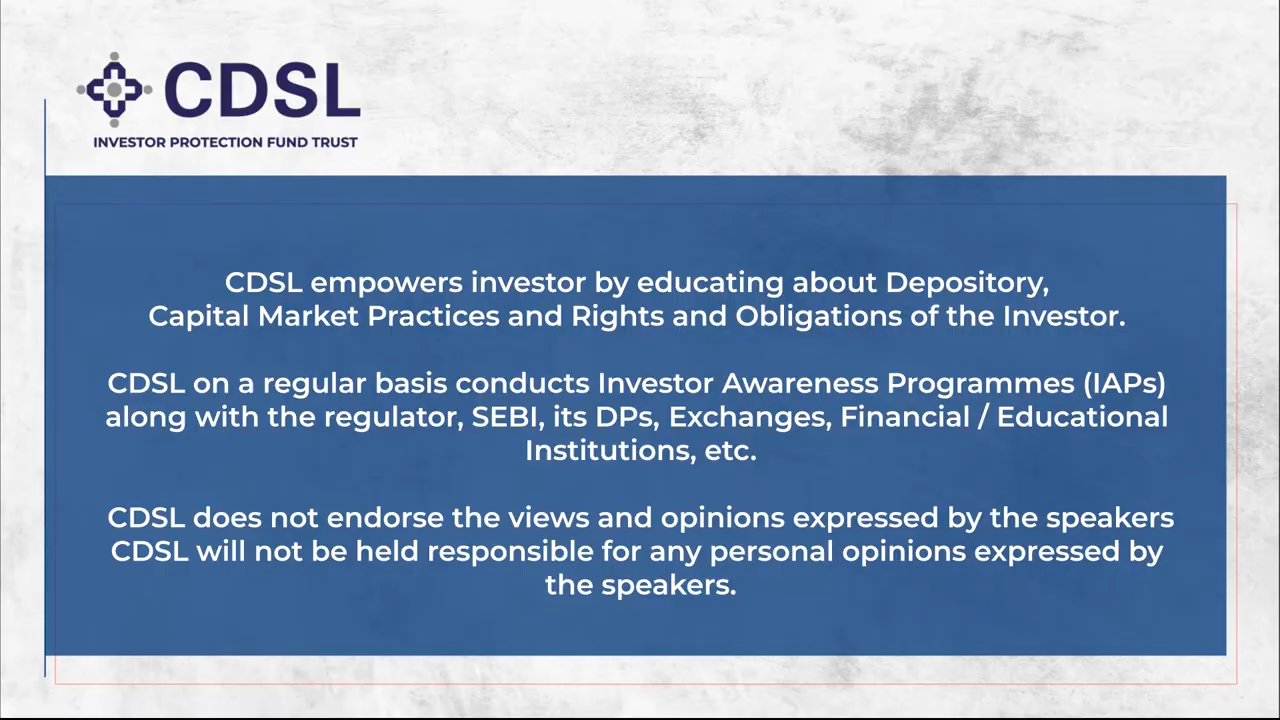 CDSL
INVESTOR PROTECTION FUND TRUST
CDSL empowers investor by educating about Depository,
Capital Market Practices and Rights and Obligations of the Investor.
CDSL on a regular basis conducts Investor Awareness Programmes (IAPs)
along with the regulator, SEBI, its DPs, Exchanges, Financial / Educational
Institutions, etc.
CDSL does not endorse the views and opinions expressed by the speakers
CDSL will not be held responsible for any personal opinions expressed by
the speakers.